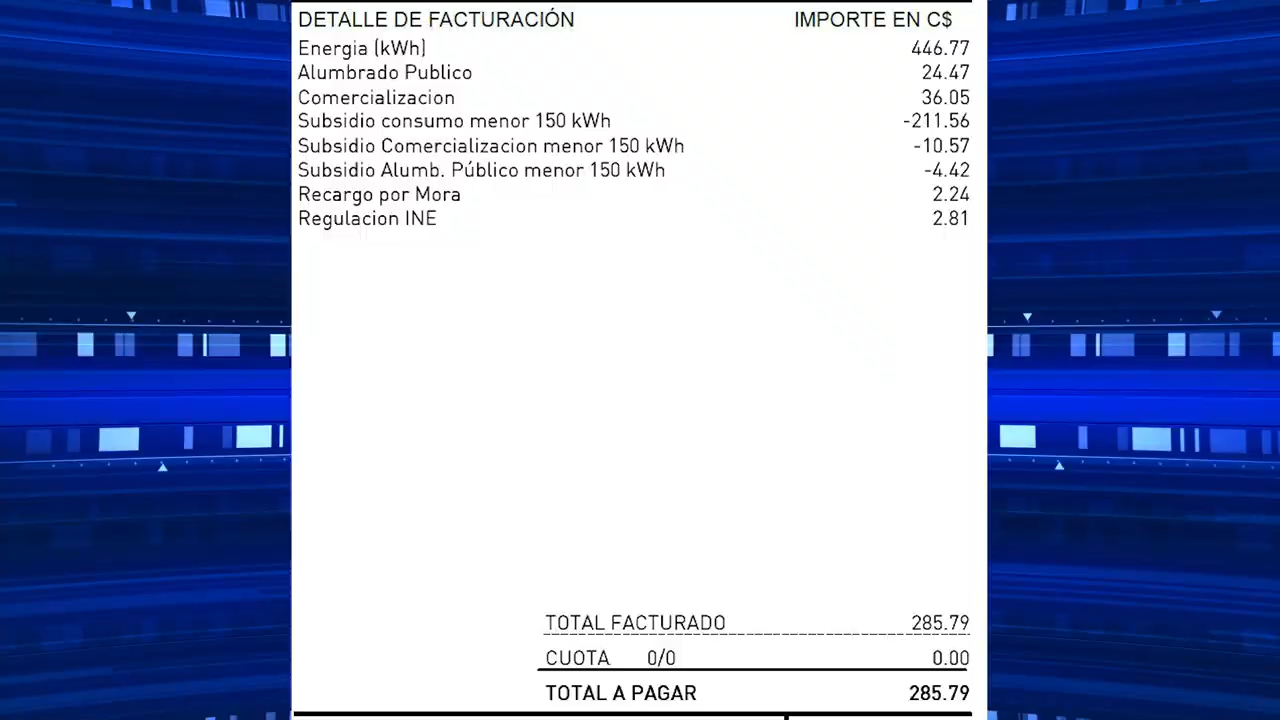 DETALLE DE FACTURACIÓN IMPORTE EN C$
Energia (kWh) 446.77
Alumbrado Publico 24.47
Comercializacion 36.05
Subsidio consumo menor 150 kWh -211.56
Subsidio Comercializacion menor 150 kWh -10.57
Subsidio Alumb. Público menor 150 kWh -4.42
Recargo por Mora 2.24
Regulacion INE 2.81
TOTAL FACTURADO 285.79
CUOTA 0/0 0.00
TOTAL A PAGAR 285.79